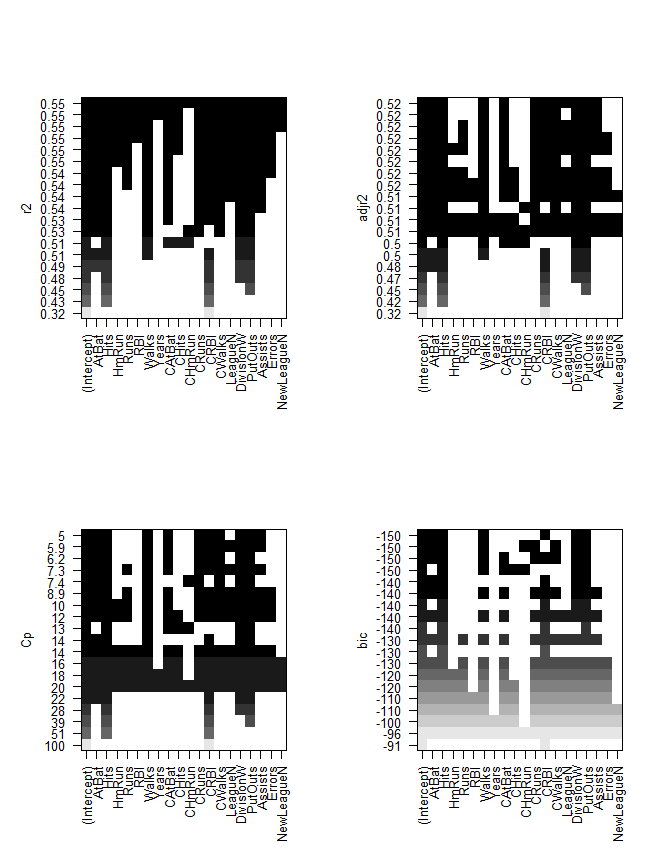 r2
0.55
0.55
0.55
0.55
0.55
0.55
0.54
0.54
0.54
0.54
0.53
0.53
0.51
0.51
0.49
0.48
0.45
0.43
0.32
(Intercept)
AtBat
Hits
HmRun
Runs
RBI
Walks
Years
CAtBat
CHits
CHmRun
CRuns
CRBI
CWalks
LeagueN
DivisionW
PutOuts
Assists
Errors
NewLeagueN
adjr2
0.52
0.52
0.52
0.52
0.52
0.52
0.52
0.52
0.51
0.51
0.51
0.51
0.5
0.5
0.48
0.47
0.45
0.42
0.32
(Intercept)
AtBat
Hits
HmRun
Runs
RBI
Walks
Years
CAtBat
CHits
CHmRun
CRuns
CRBI
CWalks
LeagueN
DivisionW
PutOuts
Assists
Errors
NewLeagueN
Cp
5
5.9
6.2
7.3
7.4
8.9
10
12
13
14
14
16
18
20
22
28
39
51
100
(Intercept)
AtBat
Hits
HmRun
Runs
RBI
Walks
Years
CAtBat
CHits
CHmRun
CRuns
CRBI
CWalks
LeagueN
DivisionW
PutOuts
Assists
Errors
NewLeagueN
bic
-150
-150
-150
-150
-140
-140
-140
-140
-140
-130
-130
-130
-120
-120
-110
-110
-100
-96
-91
(Intercept)
AtBat
Hits
HmRun
Runs
RBI
Walks
Years
CAtBat
CHits
CHmRun
CRuns
CRBI
CWalks
LeagueN
DivisionW
PutOuts
Assists
Errors
NewLeagueN